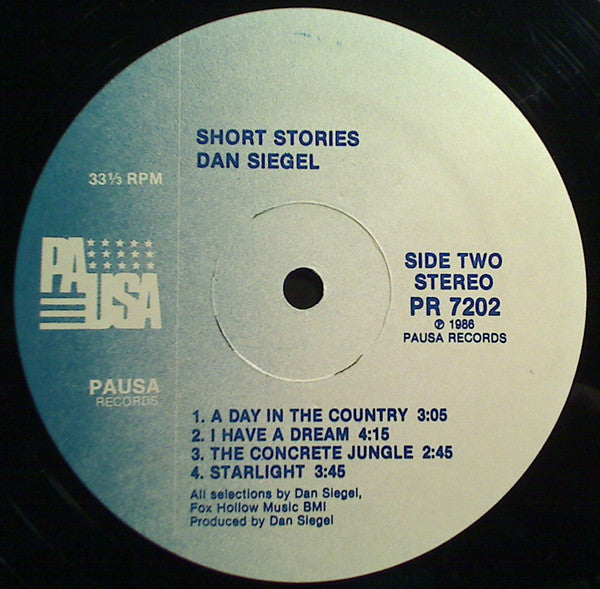 SHORT STORIES
DAN SIEGEL
33⅓ RPM
PAUSA
SIDE TWO
STEREO
PR 7202
℗ 1986
PAUSA RECORDS
PAUSA
RECORDS
1. A DAY IN THE COUNTRY 3:05
2. I HAVE A DREAM 4:15
3. THE CONCRETE JUNGLE 2:45
4. STARLIGHT 3:45
All selections by Dan Siegel,
Fox Hollow Music BMI
Produced by Dan Siegel